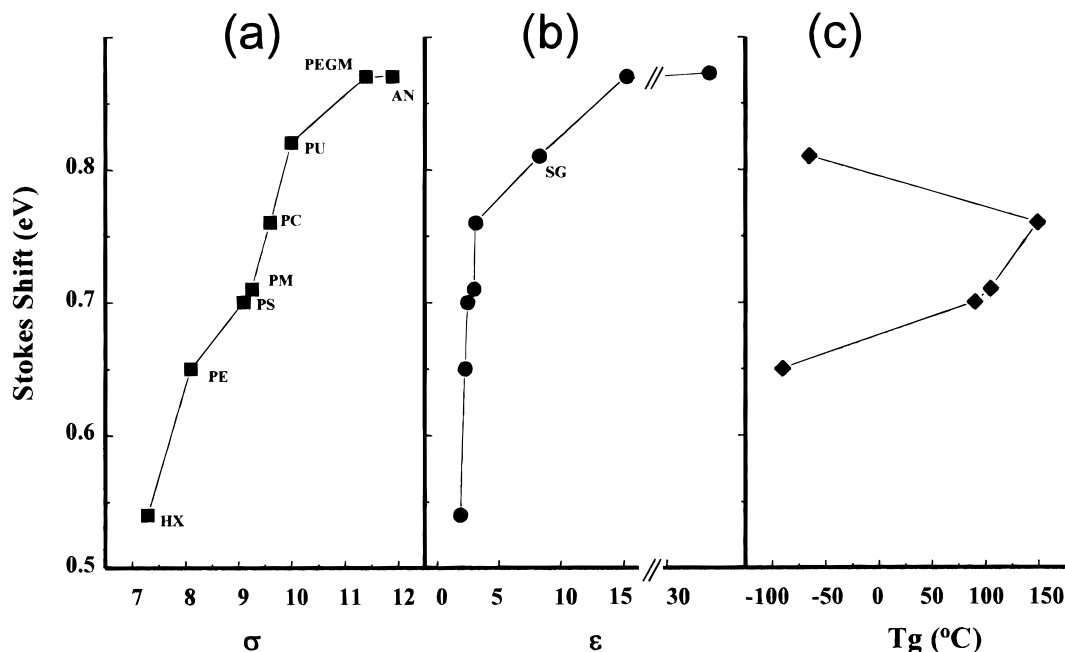 (a) (b) (c)
PEGM
AN
PU
SG
PC
PM
PS
PE
HX
Stokes Shift (eV)
0.8
0.7
0.6
0.5
7 8 9 10 11 12
0 5 10 15 30
-100 -50 0 50 100 150
σ
ε
Tg (ºC)